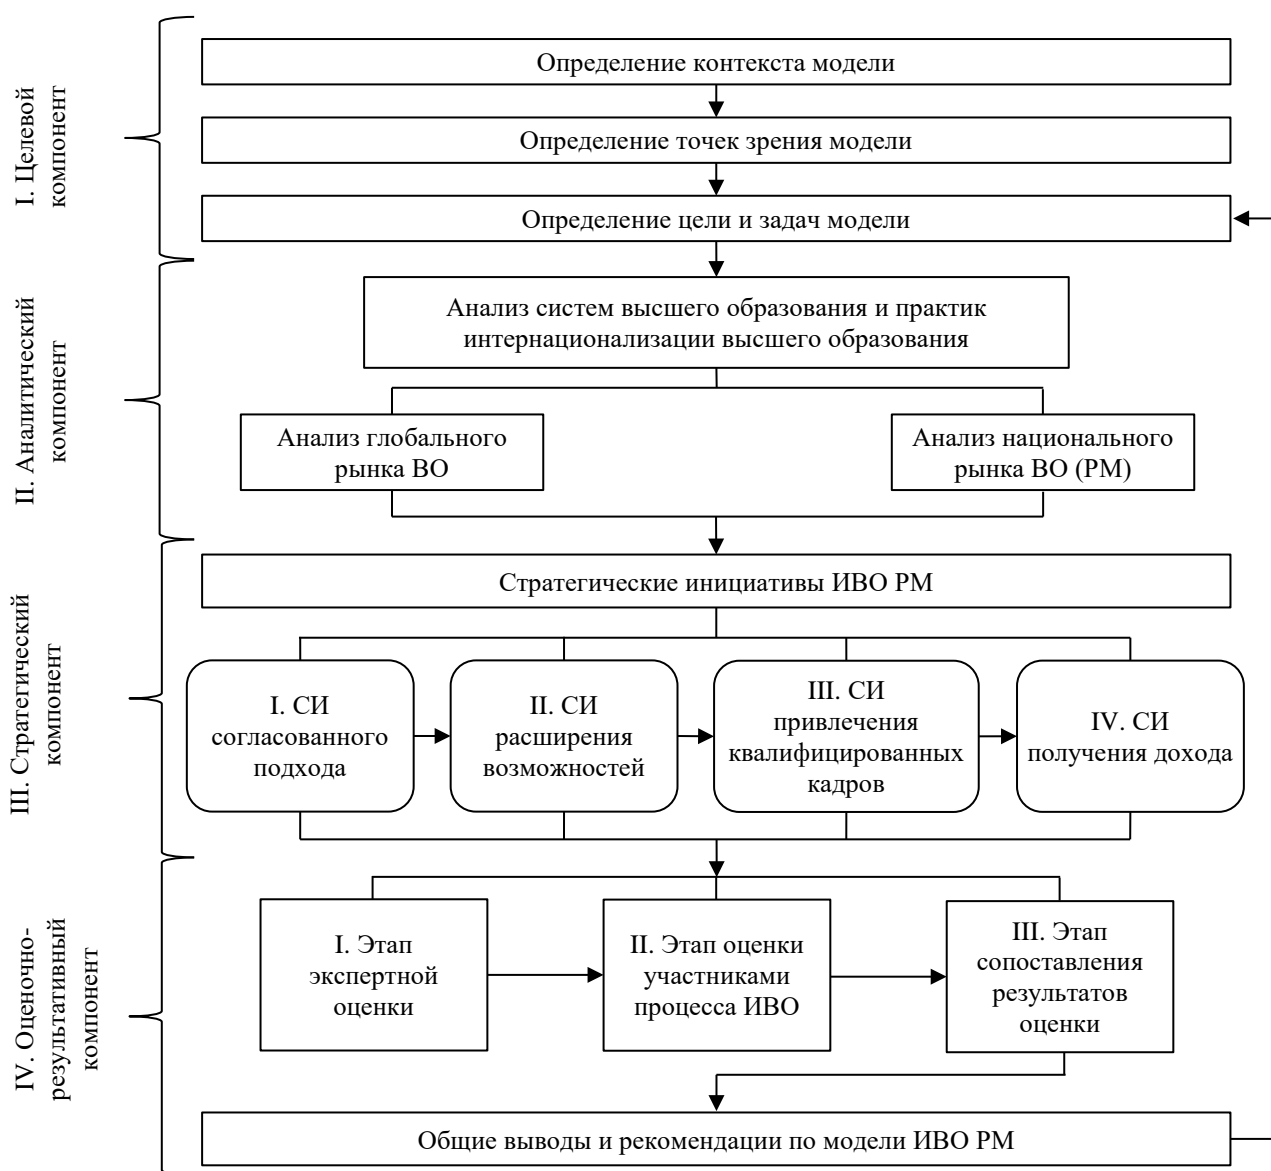 I. Целевой
компонент
Определение контекста модели
Определение точек зрения модели
Определение цели и задач модели
II. Аналитический
компонент
Анализ систем высшего образования и практик
интернационализации высшего образования
Анализ глобального
рынка ВО
Анализ национального
рынка ВО (РМ)
III. Стратегический
компонент
Стратегические инициативы ИВО РМ
I. СИ
согласованного
подхода
II. СИ
расширения
возможностей
III. СИ
привлечения
квалифицированных
кадров
IV. СИ
получения дохода
IV. Оценочно-
результативный
компонент
I. Этап
экспертной
оценки
II. Этап оценки
участниками
процесса ИВО
III. Этап
сопоставления
результатов
оценки
Общие выводы и рекомендации по модели ИВО РМ